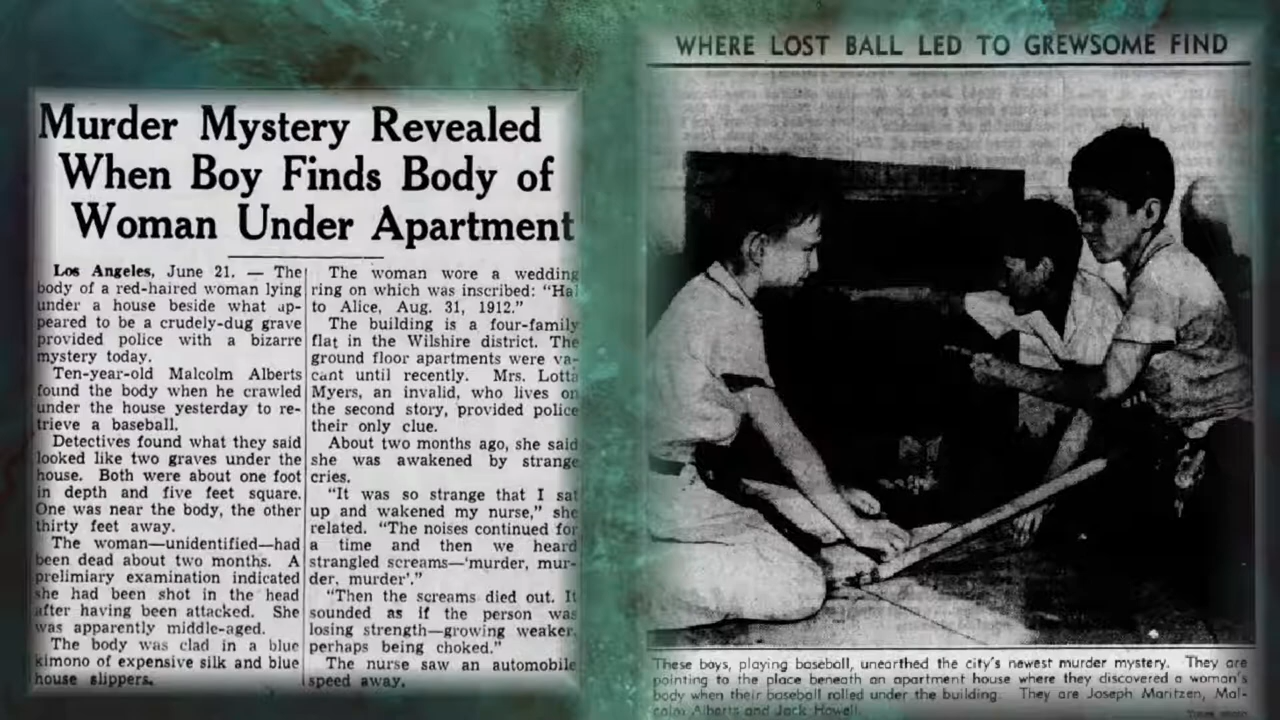 Murder Mystery Revealed
When Boy Finds Body of
Woman Under Apartment
Los Angeles, June 21. — The
body of a red-haired woman lying
under a house beside what ap-
peared to be a crudely-dug grave
provided police with a bizarre
mystery today.
Ten-year-old Malcolm Alberts
found the body when he crawled
under the house yesterday to re-
trieve a baseball.
Detectives found what they said
looked like two graves under the
house. Both were about one foot
in depth and five feet square.
One was near the body, the other
thirty feet away.
The woman—unidentified—had
been dead about two months. A
prelimiary examination indicated
she had been shot in the head
after having been attacked. She
was apparently middle-aged.
The body was clad in a blue
kimono of expensive silk and blue
house slippers.
The woman wore a wedding
ring on which was inscribed: "Hal
to Alice, Aug. 31, 1912."
The building is a four-family
flat in the Wilshire district. The
ground floor apartments were va-
cant until recently. Mrs. Lotta
Myers, an invalid, who lives on
the second story, provided police
their only clue.
About two months ago, she said
she was awakened by strange
cries.
"It was so strange that I sat
up and wakened my nurse," she
related. "The noises continued for
a time and then we heard
strangled screams—'murder, mur-
der, murder'."
"Then the screams died out. It
sounded as if the person was
losing strength—growing weaker,
perhaps being choked."
The nurse saw an automobile
speed away.
WHERE LOST BALL LED TO GREWSOME FIND
These boys, playing baseball, unearthed the city's newest murder mystery. They are
pointing to the place beneath an apartment house where they discovered a woman's
body when their baseball rolled under the building. They are Joseph Maritzen, Mal-
colm Alberts and Jack Howell.